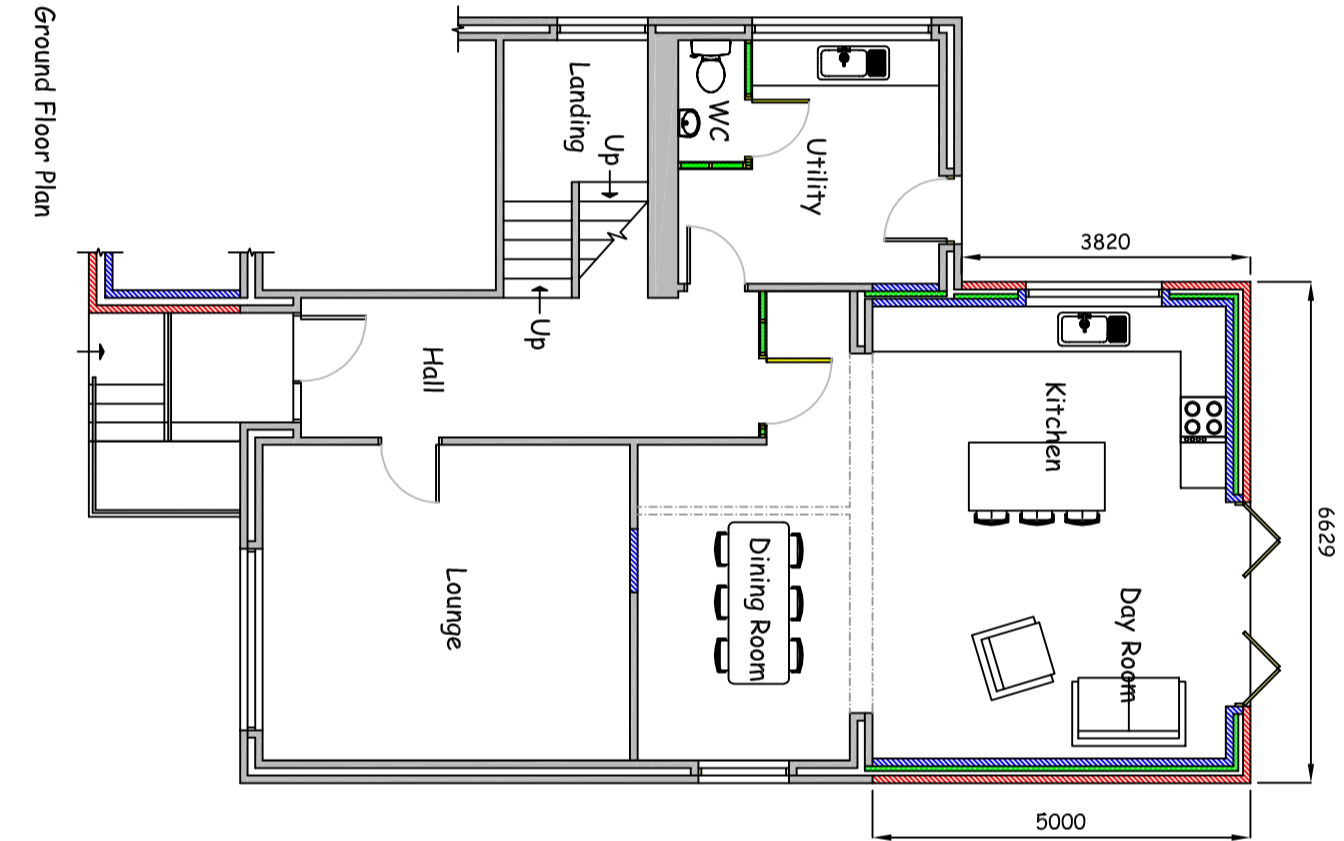 Ground Floor Plan
Landing
Up
WC
Utility
3820
Up
Hall
Kitchen
6629
Lounge
Dining Room
Day Room
5000